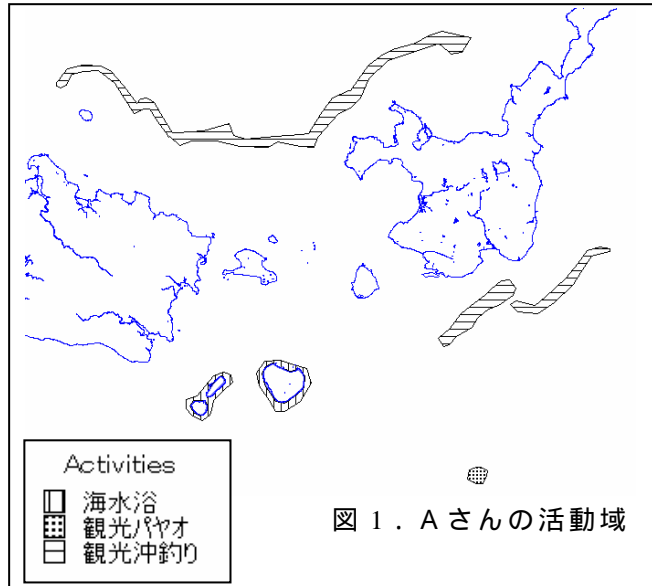 Activities
海水浴
観光パヤオ
観光沖釣り
図 1 . A さんの活動域